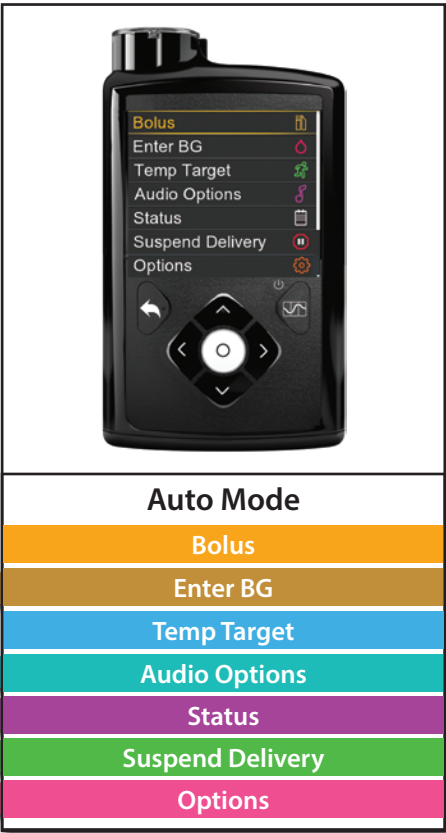 Bolus
Enter BG
Temp Target
Audio Options
Status
Suspend Delivery
Options
Auto Mode
Bolus
Enter BG
Temp Target
Audio Options
Status
Suspend Delivery
Options